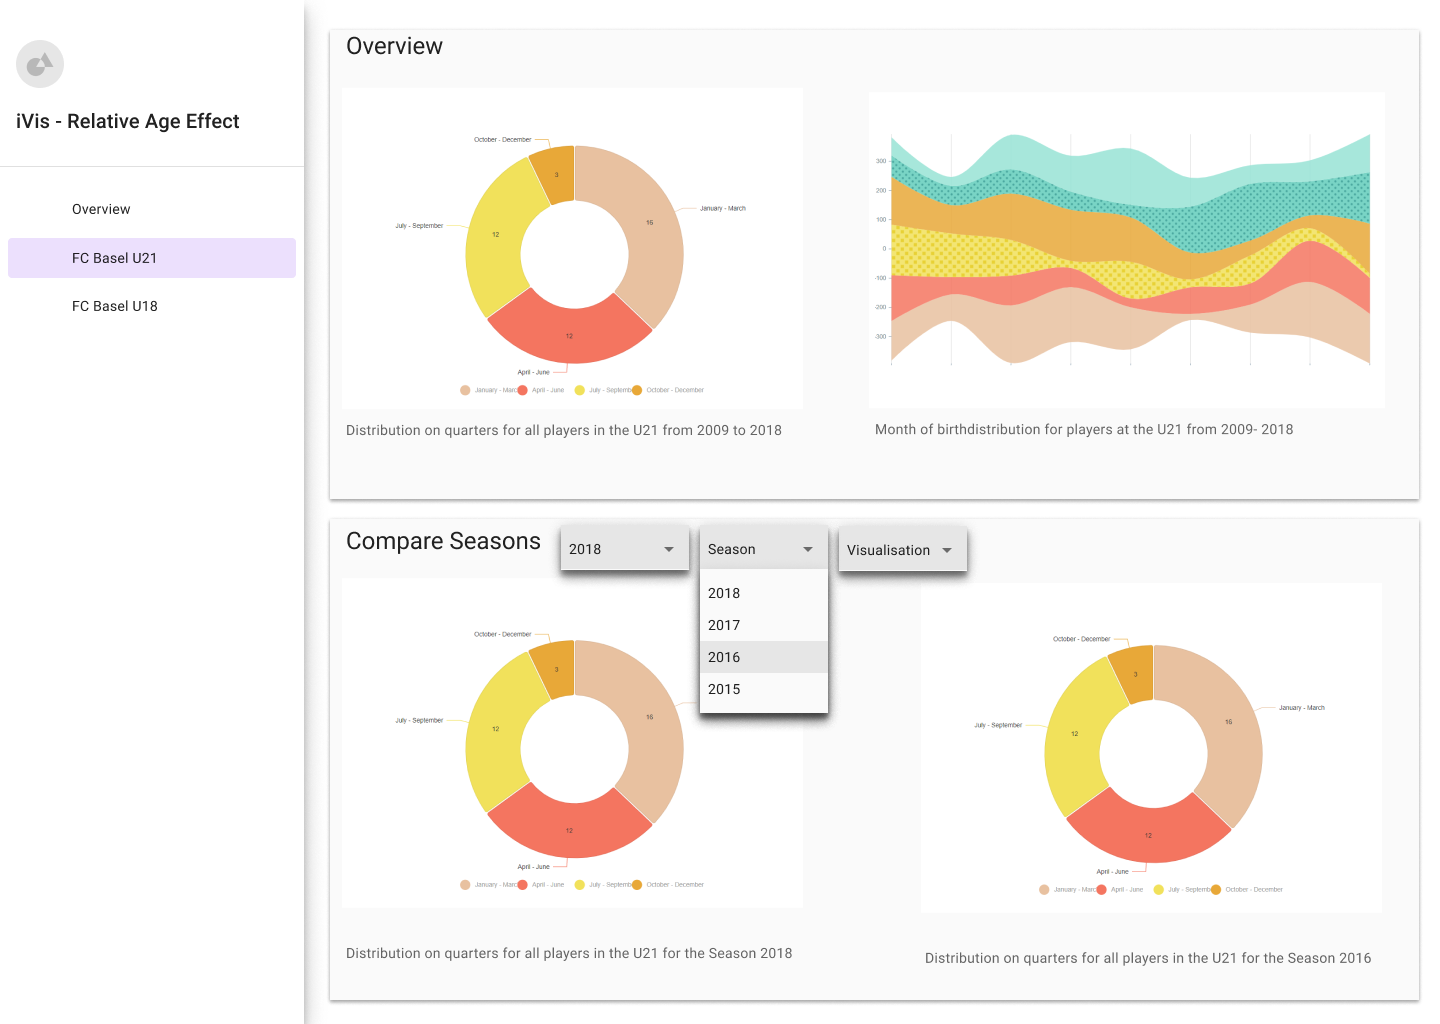 iVis - Relative Age Effect
Overview
FC Basel U21
FC Basel U18
Overview
October - December
3
January - March
16
July - September
12
12
April - June
January - Marc
April - June
July - Septemb
October - December
Distribution on quarters for all players in the U21 from 2009 to 2018
300
200
100
0
-100
-200
-300
Month of birthdistribution for players at the U21 from 2009- 2018
Compare Seasons
2018
Season
Visualisation
2018
2017
2016
2015
October - December
3
16
July - September
12
12
April - June
January - Marc
April - June
July - Septemb
October - December
Distribution on quarters for all players in the U21 for the Season 2018
October - December
3
January - March
16
July - September
12
12
April - June
January - Marc
April - June
July - Septemb
October - December
Distribution on quarters for all players in the U21 for the Season 2016